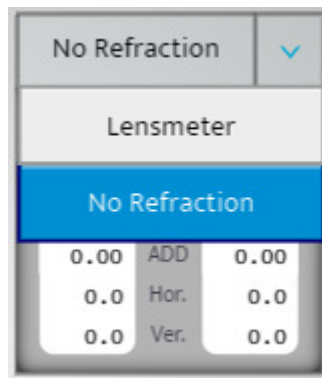 No Refraction
Lensmeter
No Refraction
0.00 ADD 0.00
0.0 Hor. 0.0
0.0 Ver. 0.0